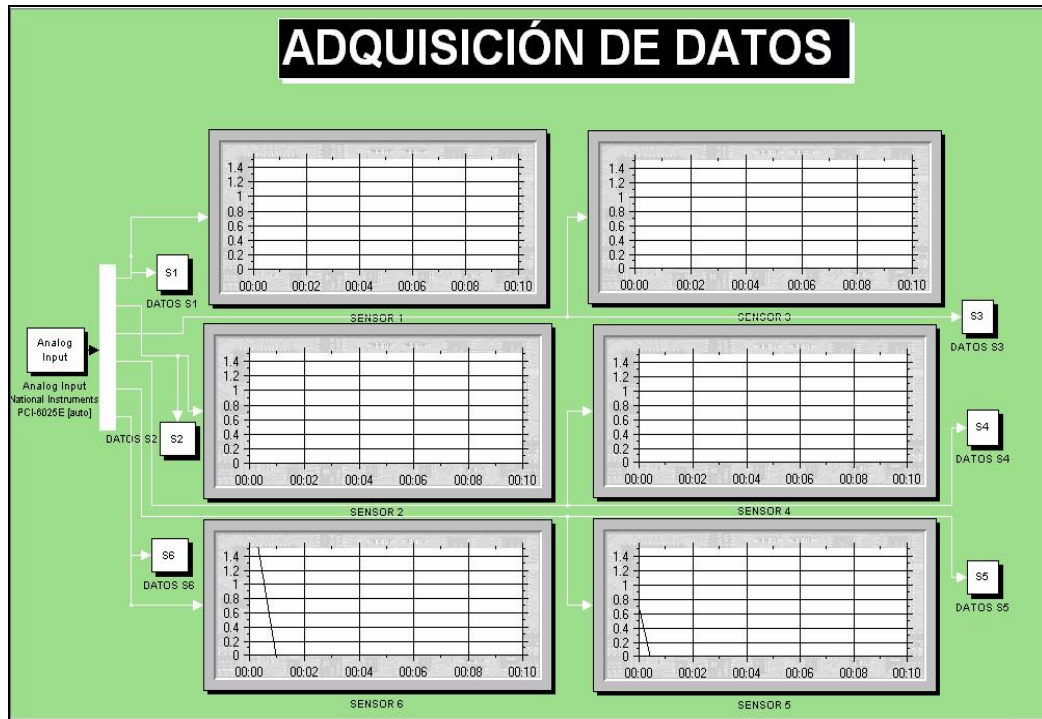 ADQUISICIÓN DE DATOS
1.4
1.2
1
0.8
0.6
0.4
0.2
0
00:00 00:02 00:04 00:06 00:08 00:10
SENSOR 1
1.4
1.2
1
0.8
0.6
0.4
0.2
0
00:00 00:02 00:04 00:06 00:08 00:10
SENSOR 3
S1
DATOS S1
S3
DATOS S3
Analog
Input
Analog Input
National Instruments
PCI-6025E [auto]
1.4
1.2
1
0.8
0.6
0.4
0.2
0
00:00 00:02 00:04 00:06 00:08 00:10
SENSOR 2
1.4
1.2
1
0.8
0.6
0.4
0.2
0
00:00 00:02 00:04 00:06 00:08 00:10
SENSOR 4
DATOS S2
S2
S4
DATOS S4
S6
DATOS S6
1.4
1.2
1
0.8
0.6
0.4
0.2
0
00:00 00:02 00:04 00:06 00:08 00:10
SENSOR 6
1.4
1.2
1
0.8
0.6
0.4
0.2
0
00:00 00:02 00:04 00:06 00:08 00:10
SENSOR 5
S5
DATOS S5